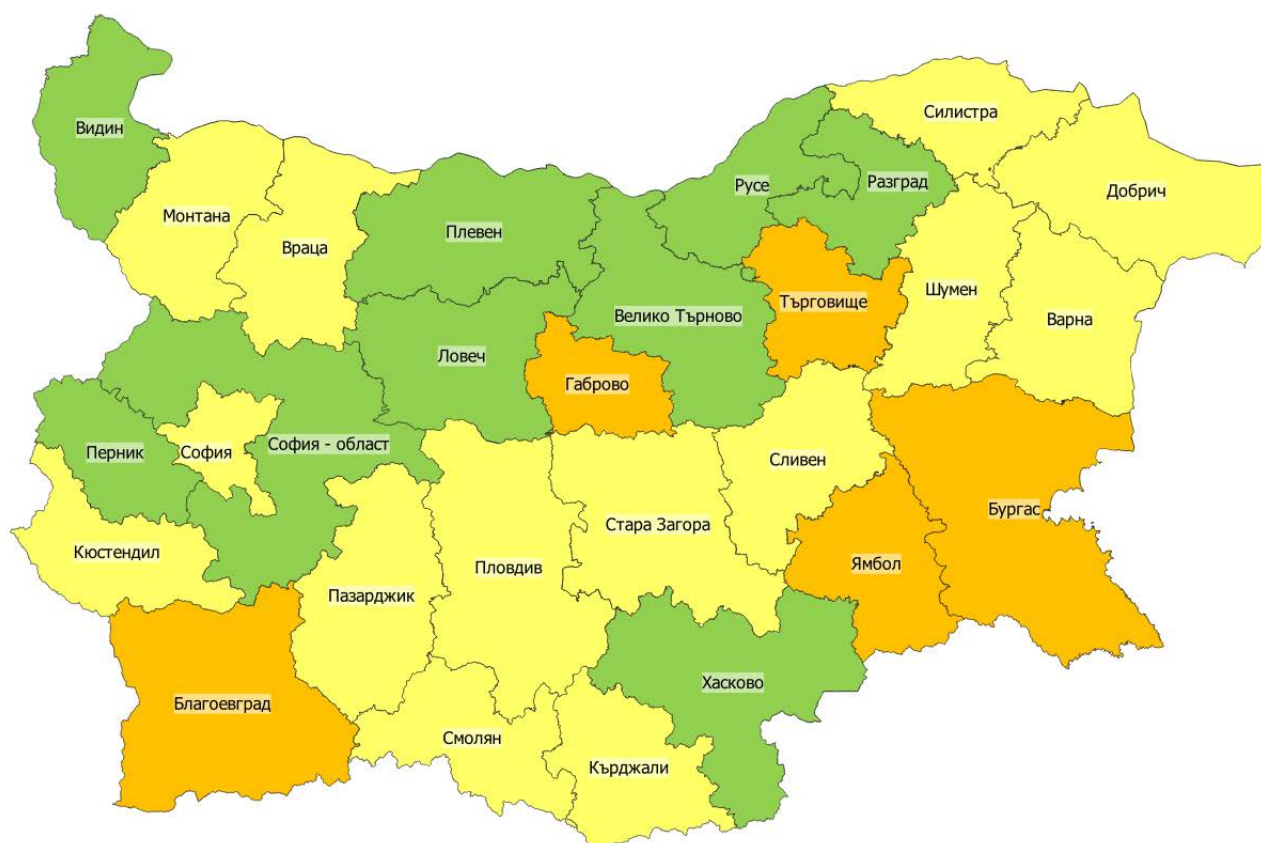 Силистра
Видин
Русе
Разград
Добрич
Монтана
Плевен
Враца
Шумен
Търговище
Велико Търново
Варна
Ловеч
Габрово
София - област
Перник
София
Сливен
Бургас
Стара Загора
Кюстендил
Ямбол
Пловдив
Пазарджик
Хасково
Благоевград
Смолян
Кърджали